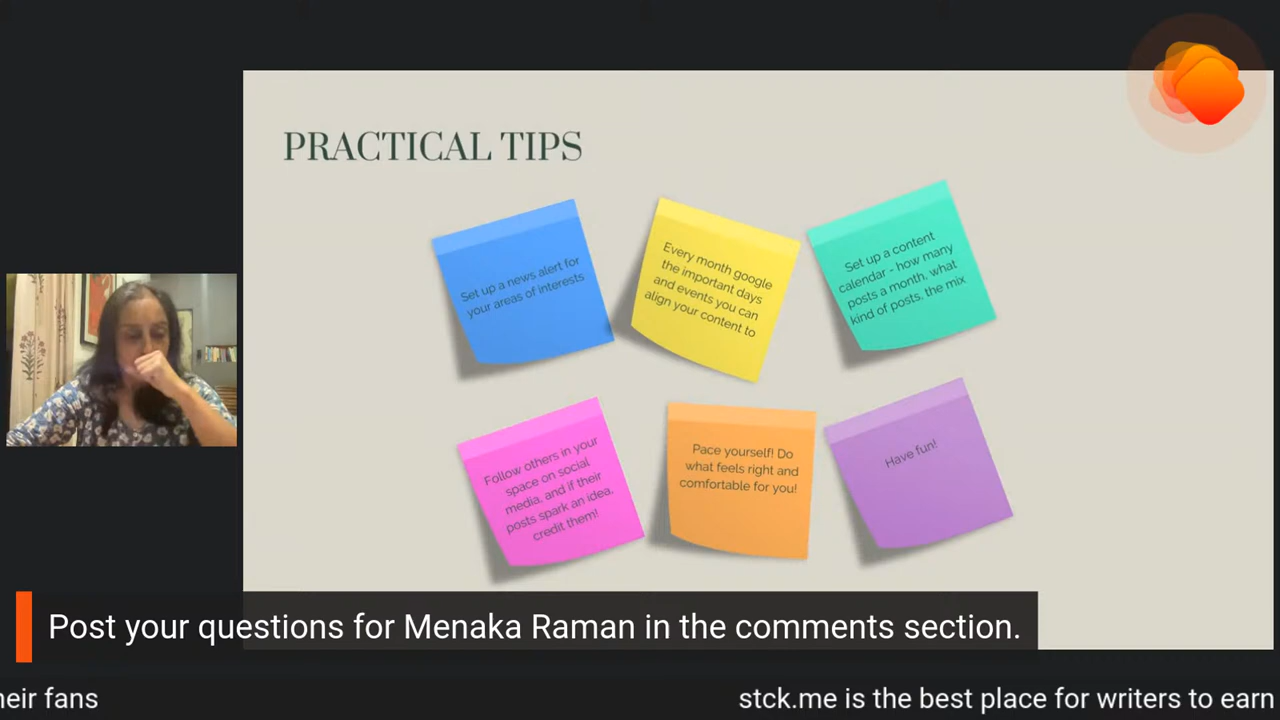 PRACTICAL TIPS
Set up a news alert for
your areas of interests
Every month google
the important days
and events you can
align your content to
Set up a content
calendar - how many
posts a month, what
kind of posts, the mix
Follow others in your
space on social
media, and if their
posts spark an idea,
credit them!
Pace yourself! Do
what feels right and
comfortable for you!
Have fun!
Post your questions for Menaka Raman in the comments section.
heir fans
stck.me is the best place for writers to earn